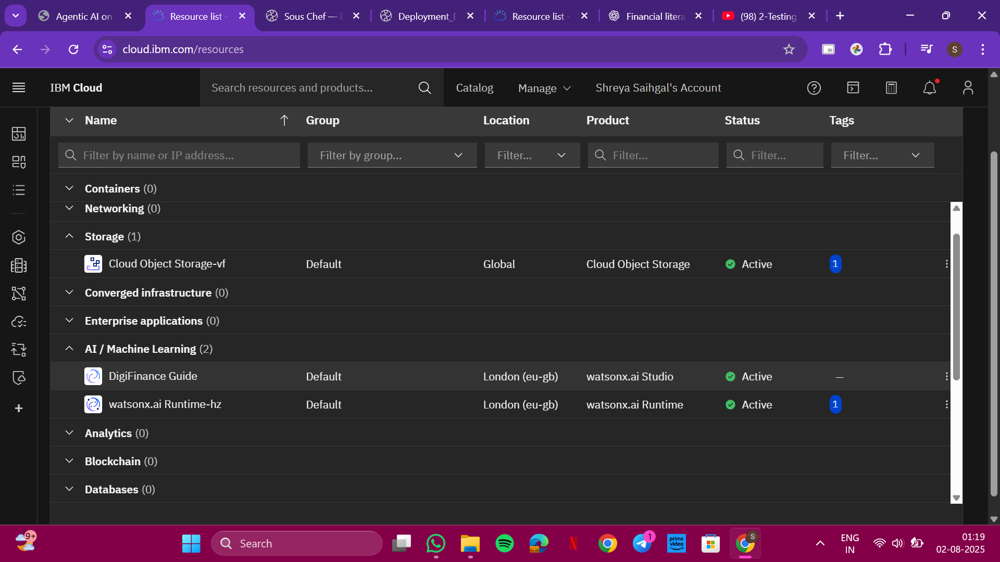 Agentic AI on
Resource list -
Sous Chef — D
Deployment_D
Resource list -
Financial litera
(98) 2-Testing
cloud.ibm.com/resources
S
IBM Cloud
Search resources and products...
Catalog
Manage
Shreya Saihgal's Account
Name
Group
Location
Product
Status
Tags
Filter by name or IP address...
Filter by group...
Filter...
Filter...
Filter...
Filter...
Containers (0)
Networking (0)
Storage (1)
Cloud Object Storage-vf Default Global Cloud Object Storage Active 1
Converged infrastructure (0)
Enterprise applications (0)
AI / Machine Learning (2)
DigiFinance Guide Default London (eu-gb) watsonx.ai Studio Active —
watsonx.ai Runtime-hz Default London (eu-gb) watsonx.ai Runtime Active 1
Analytics (0)
Blockchain (0)
Databases (0)
9+
Search
N
1
prime video
S
ENG
IN
01:19
02-08-2025